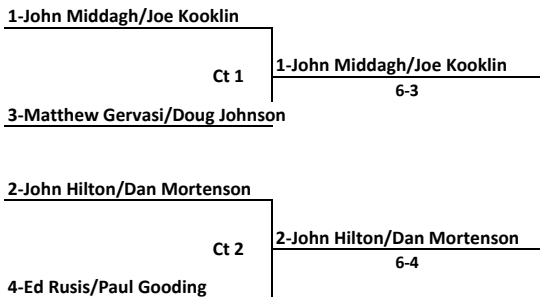 1-John Middagh/Joe Kooklin
Ct 1
1-John Middagh/Joe Kooklin
6-3
3-Matthew Gervasi/Doug Johnson
2-John Hilton/Dan Mortenson
Ct 2
2-John Hilton/Dan Mortenson
6-4
4-Ed Rusis/Paul Gooding